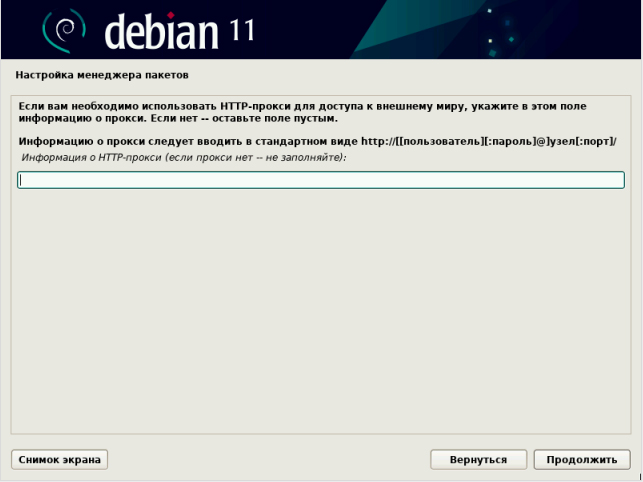 debian 11
Настройка менеджера пакетов
Если вам необходимо использовать HTTP-прокси для доступа к внешнему миру, укажите в этом поле
информацию о прокси. Если нет -- оставьте поле пустым.
Информацию о прокси следует вводить в стандартном виде http://[[пользователь][:пароль]@]узел[:порт]/
Информация о HTTP-прокси (если прокси нет -- не заполняйте):
Снимок экрана
Вернуться
Продолжить